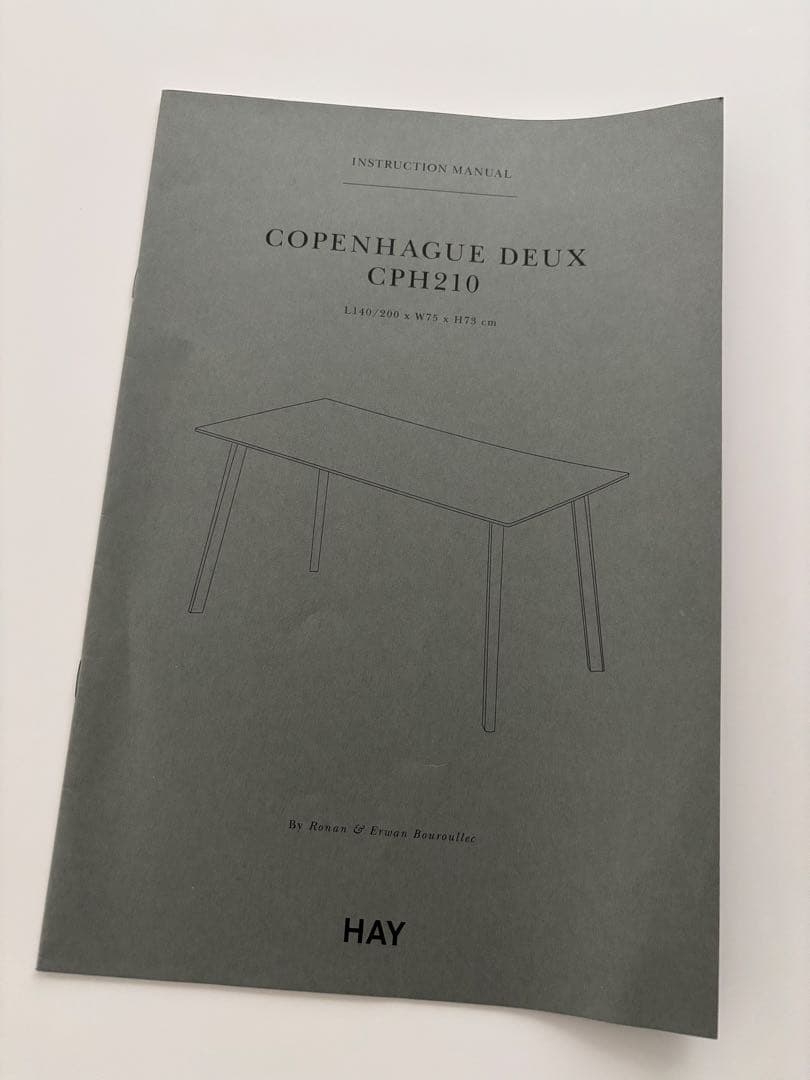 INSTRUCTION MANUAL
COPENHAGUE DEUX
CPH210
L140/200 x W75 x H73 cm
By Ronan & Erwan Bouroullec
HAY